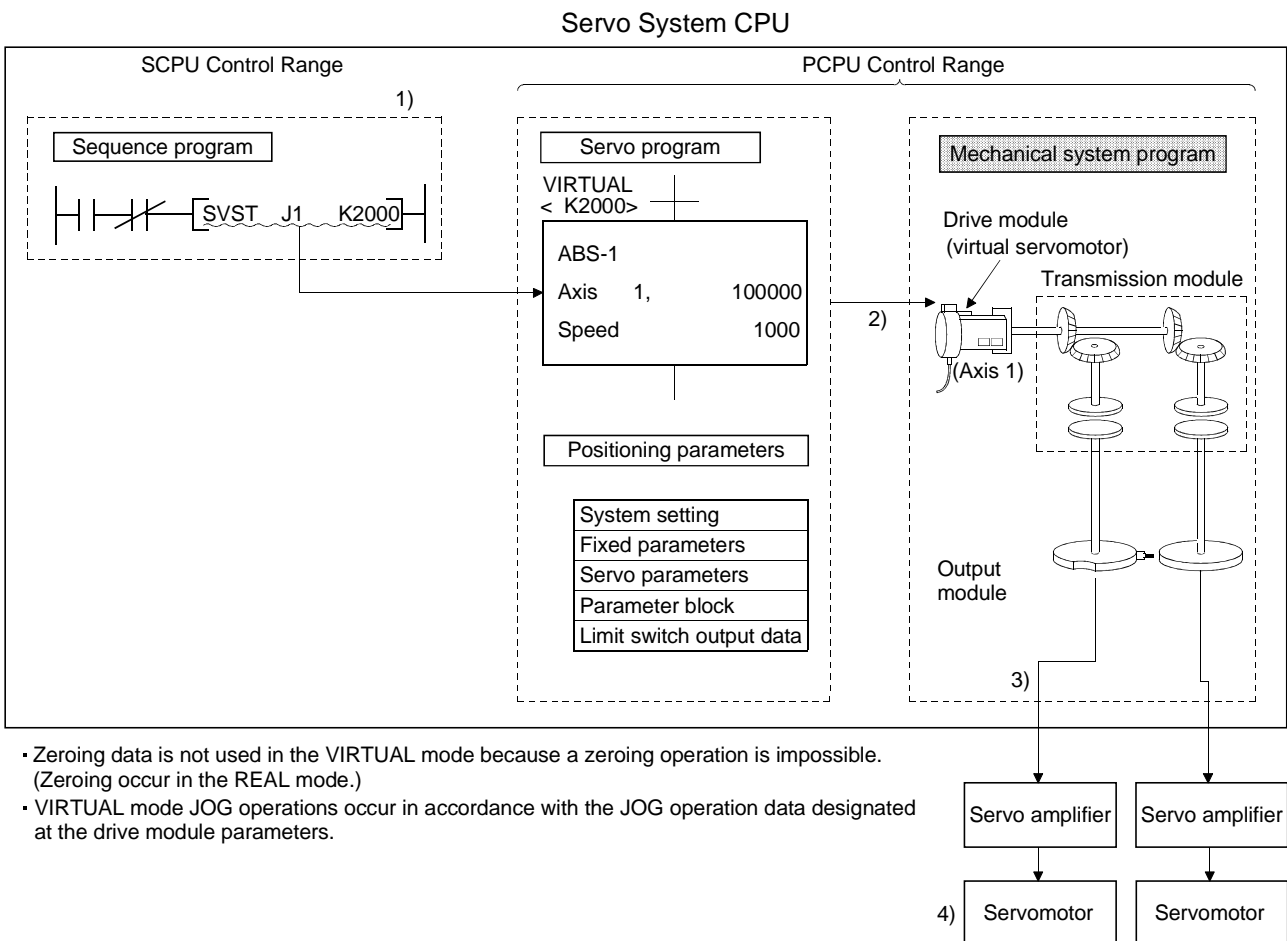 Servo System CPU
SCPU Control Range
PCPU Control Range
1)
Sequence program
SVST J1 K2000
Servo program
VIRTUAL
< K2000>
ABS-1
Axis 1, 100000
Speed 1000
2)
Positioning parameters
System setting
Fixed parameters
Servo parameters
Parameter block
Limit switch output data
Mechanical system program
Drive module
(virtual servomotor)
Transmission module
(Axis 1)
Output
module
3)
- Zeroing data is not used in the VIRTUAL mode because a zeroing operation is impossible.
(Zeroing occur in the REAL mode.)
- VIRTUAL mode JOG operations occur in accordance with the JOG operation data designated
at the drive module parameters.
Servo amplifier
Servo amplifier
4)
Servomotor
Servomotor